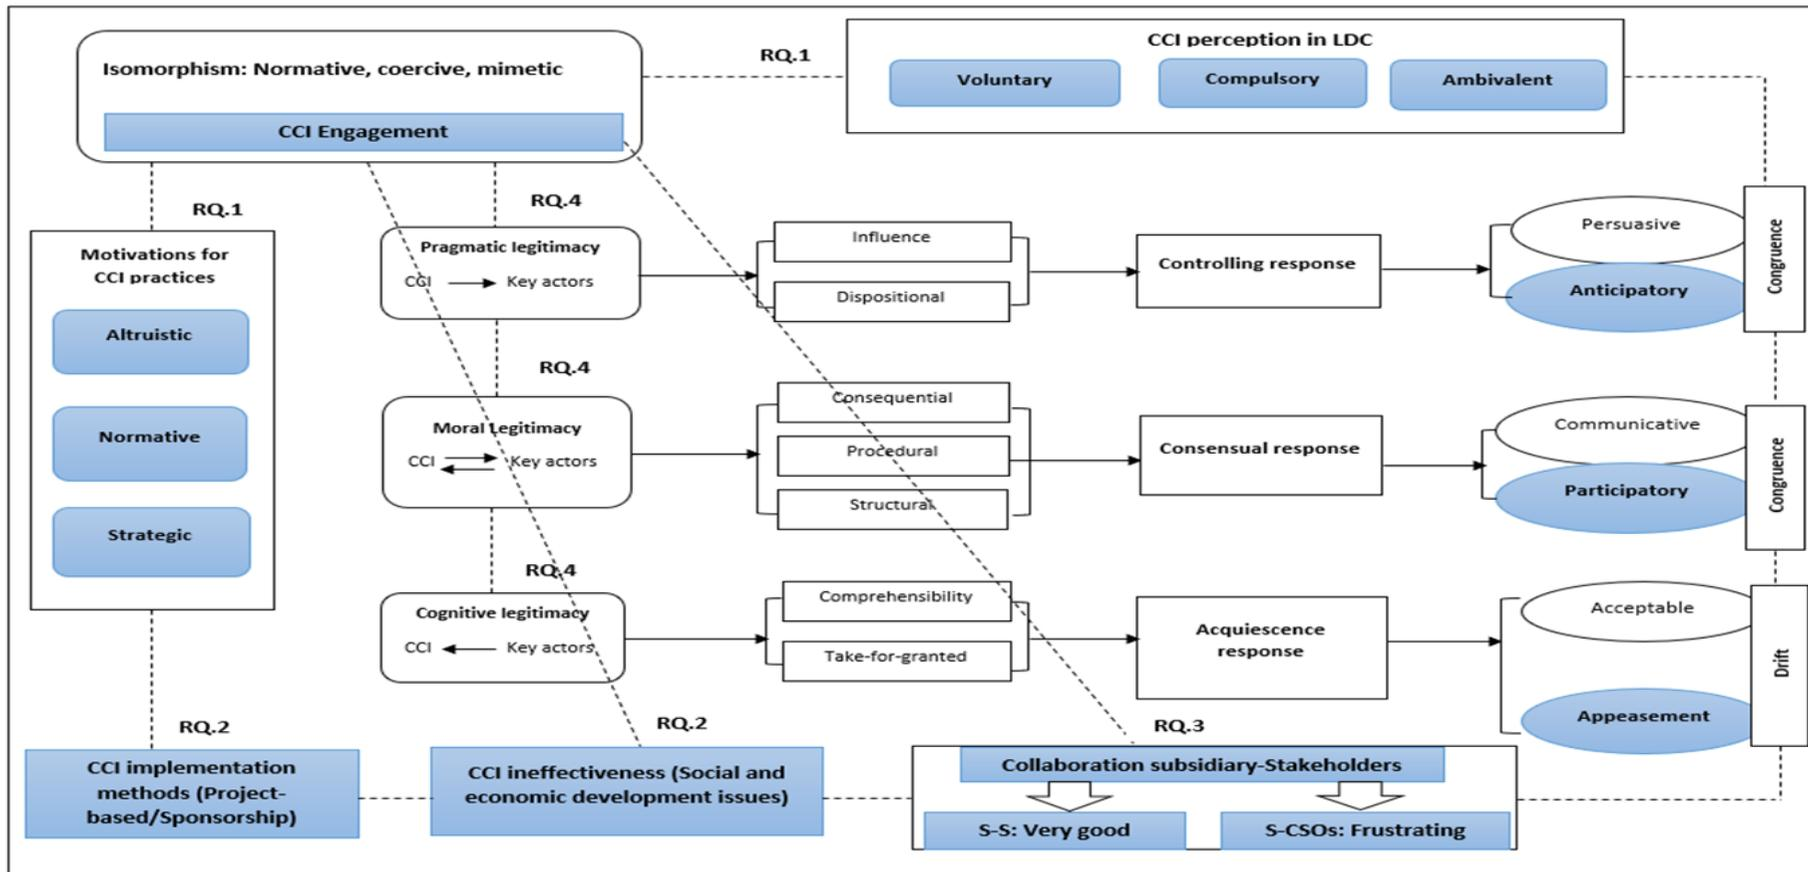 CCI perception in LDC
RQ.1
Isomorphism: Normative, coercive, mimetic
Voluntary
Compulsory
Ambivalent
CCI Engagement
RQ.1
RQ.4
Motivations for
CCI practices
Altruistic
Normative
Strategic
Pragmatic legitimacy
CCI
Key actors
Influence
Dispositional
Controlling response
Persuasive
Anticipatory
Congruence
RQ.4
Moral Legitimacy
CCI
Key actors
Consequential
Procedural
Structural
Consensual response
Communicative
Participatory
Congruence
RQ.4
Cognitive legitimacy
CCI
Key actors
Comprehensibility
Take-for-granted
Acquiescence
response
Acceptable
Appeasement
Drift
RQ.2
RQ.2
RQ.3
CCI implementation
methods (Project-
based/Sponsorship)
CCI ineffectiveness (Social and
economic development issues)
Collaboration subsidiary-Stakeholders
S-S: Very good
S-CSOs: Frustrating